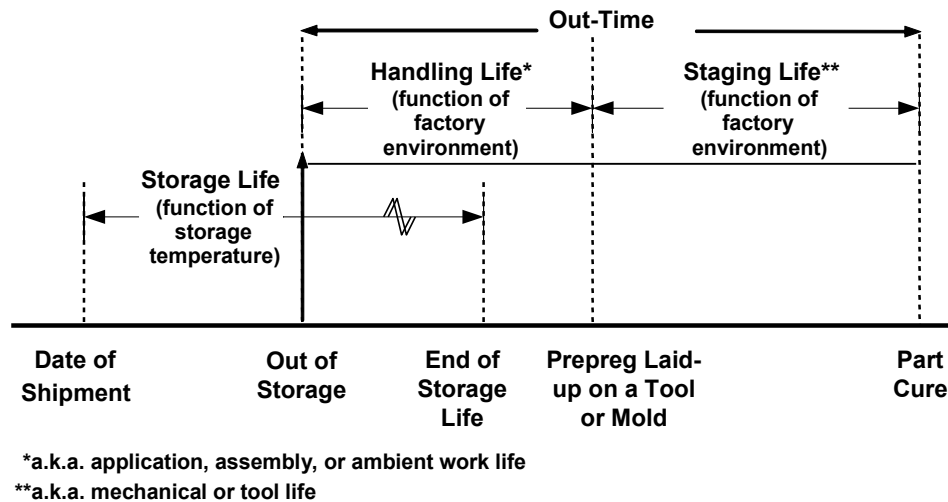 Out-Time
Handling Life*
(function of
factory
environment)
Staging Life**
(function of
factory
environment)
Storage Life
(function of
storage
temperature)
Date of
Shipment
Out of
Storage
End of
Storage
Life
Prepreg Laid-
up on a Tool
or Mold
Part
Cure
*a.k.a. application, assembly, or ambient work life
**a.k.a. mechanical or tool life